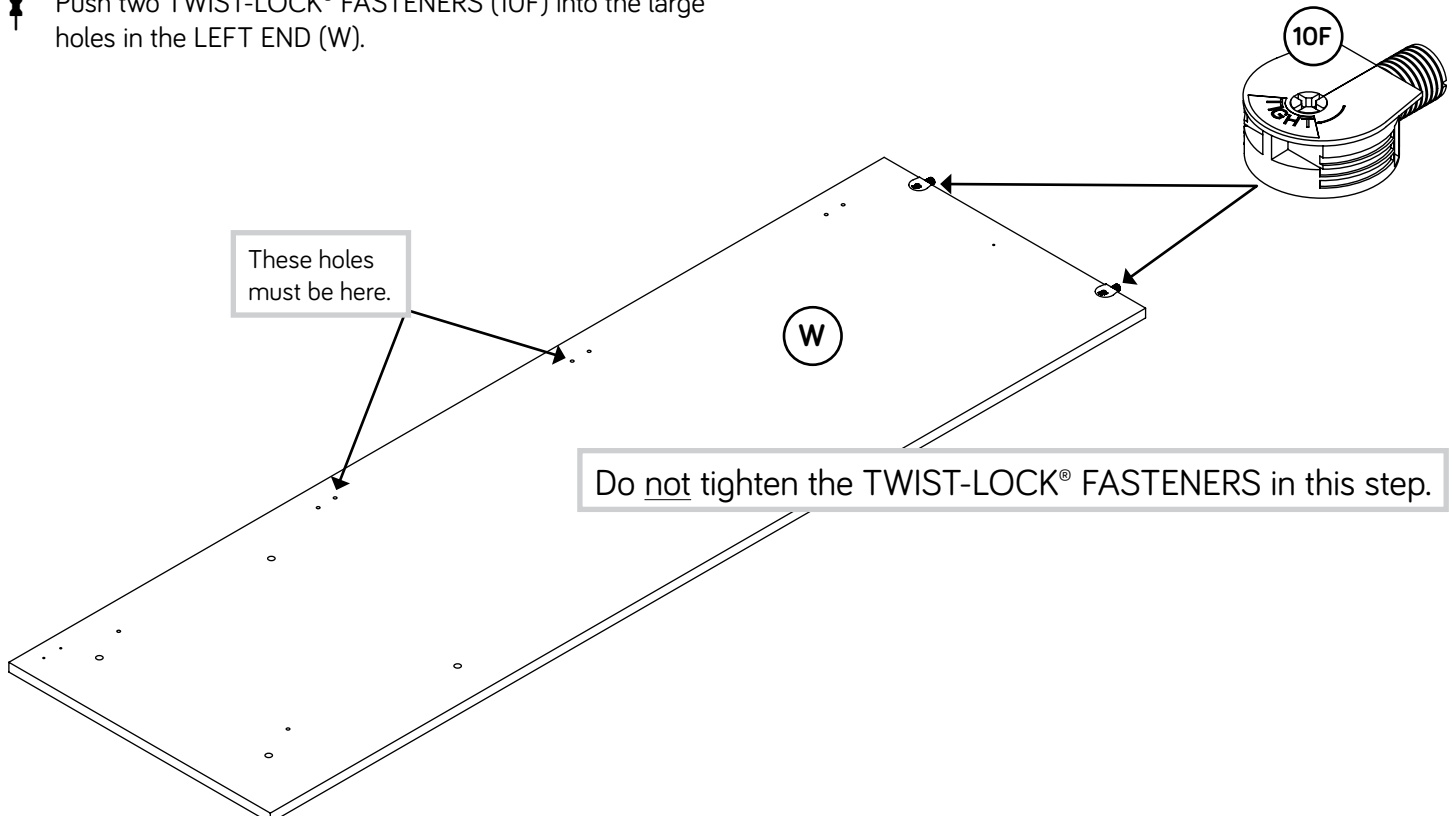 Push two TWIST-LOCK® FASTENERS (10F) into the large
holes in the LEFT END (W).
10F
TIGHT
These holes
must be here.
W
Do not tighten the TWIST-LOCK® FASTENERS in this step.